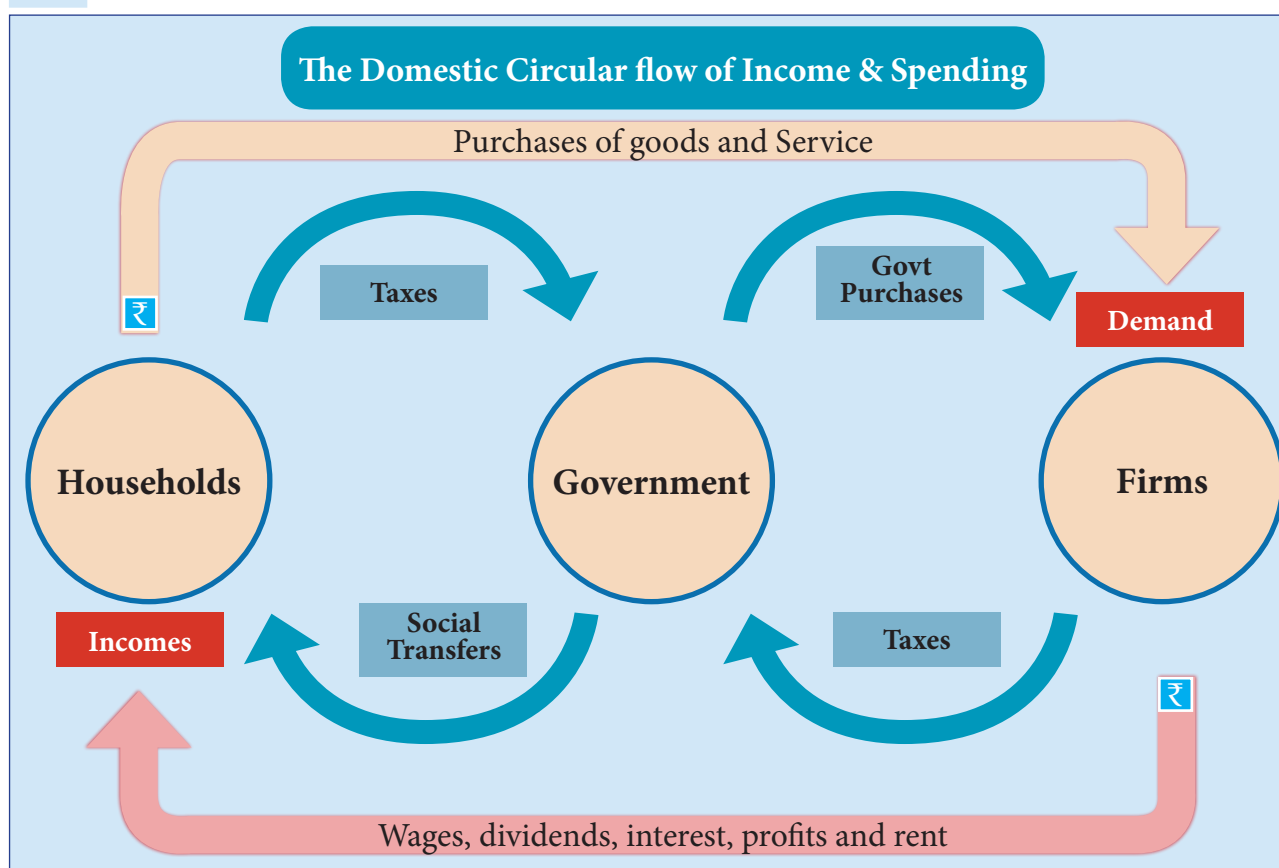 The Domestic Circular flow of Income & Spending
Purchases of goods and Service
Taxes
Govt
Purchases
₹
Demand
Households
Government
Firms
Incomes
Social
Transfers
Taxes
₹
Wages, dividends, interest, profits and rent